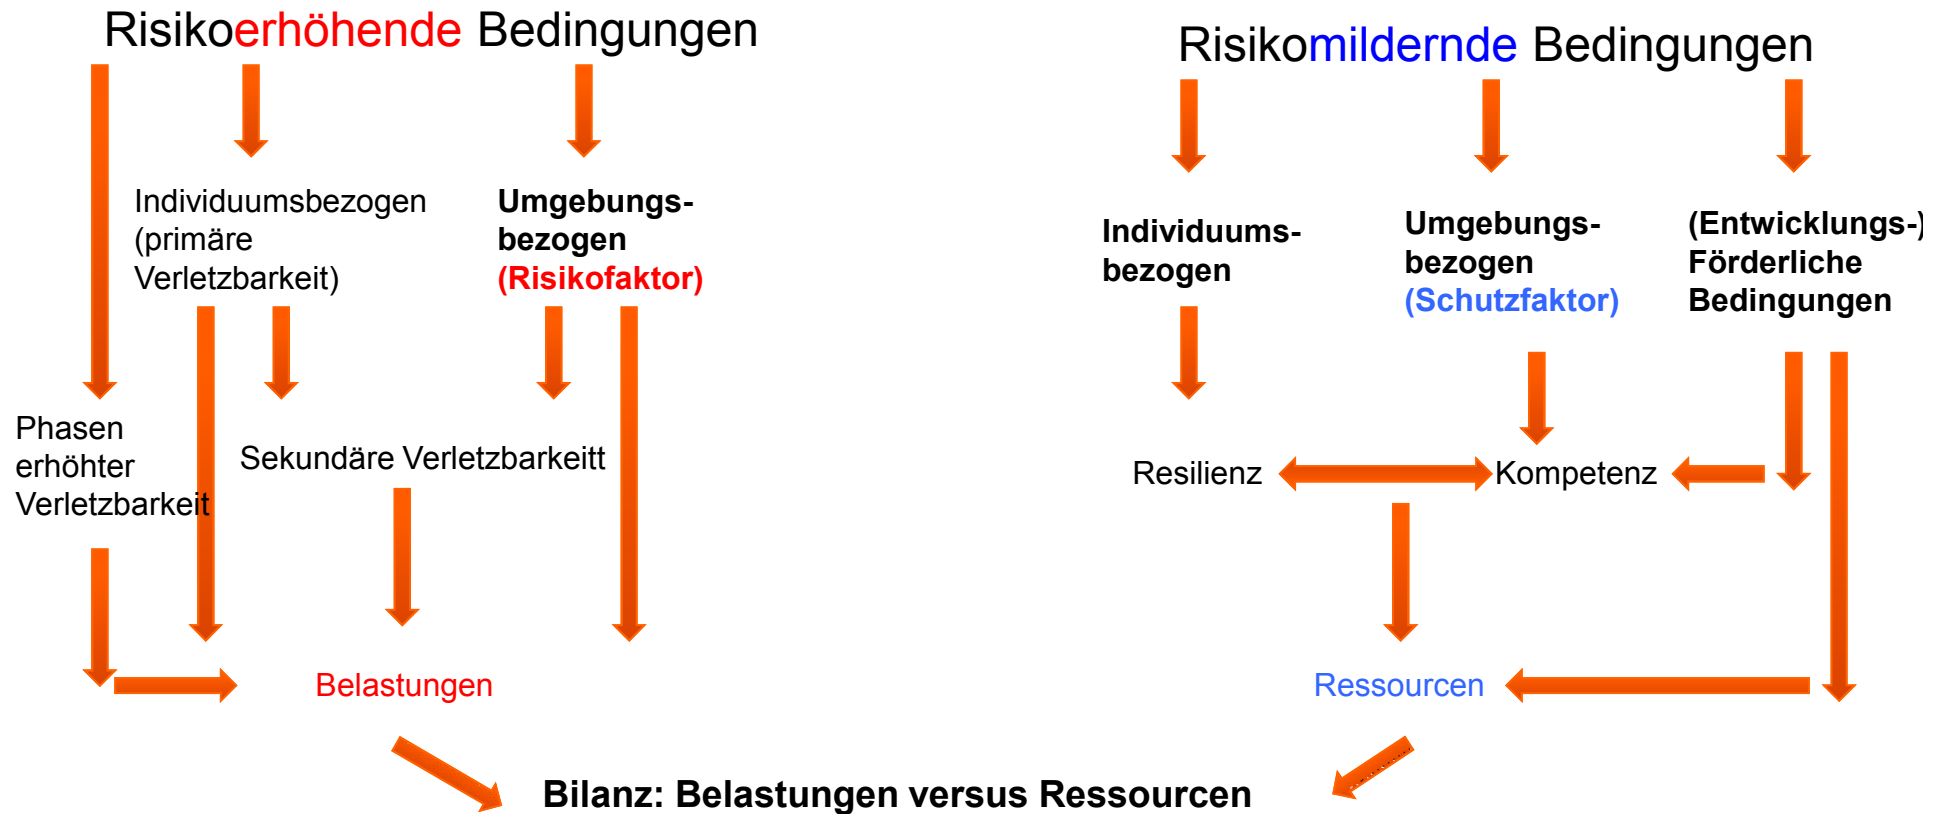 Risikoerhöhende Bedingungen
Risikomildernde Bedingungen
Individuumsbezogen
(primäre
Verletzbarkeit)
Umgebungs-
bezogen
(Risikofaktor)
Individuums-
bezogen
Umgebungs-
bezogen
(Schutzfaktor)
(Entwicklungs-)
Förderliche
Bedingungen
Phasen
erhöhter
Verletzbarkeit
Sekundäre Verletzbarkeitt
Resilienz
Kompetenz
Belastungen
Ressourcen
Bilanz: Belastungen versus Ressourcen